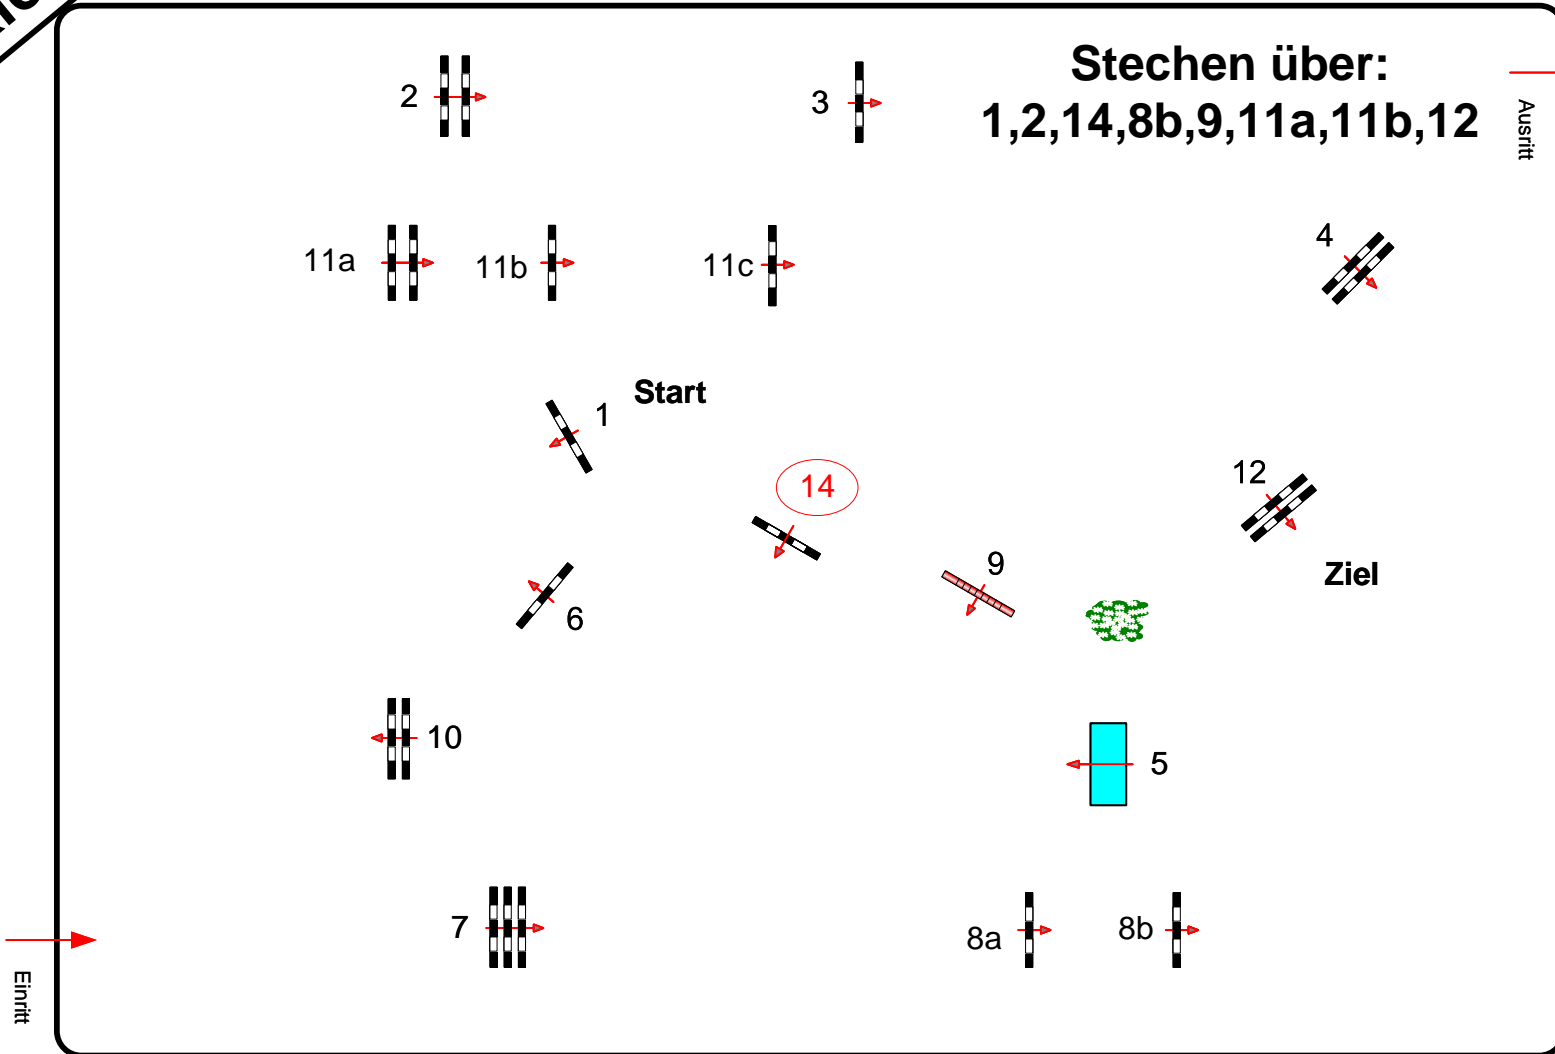 Stechen über:
1,2,14,8b,9,11a,11b,12
Ausritt
2
3
4
11a
11b
11c
1
Start
14
12
9
Ziel
6
10
5
7
8a
8b
Einritt